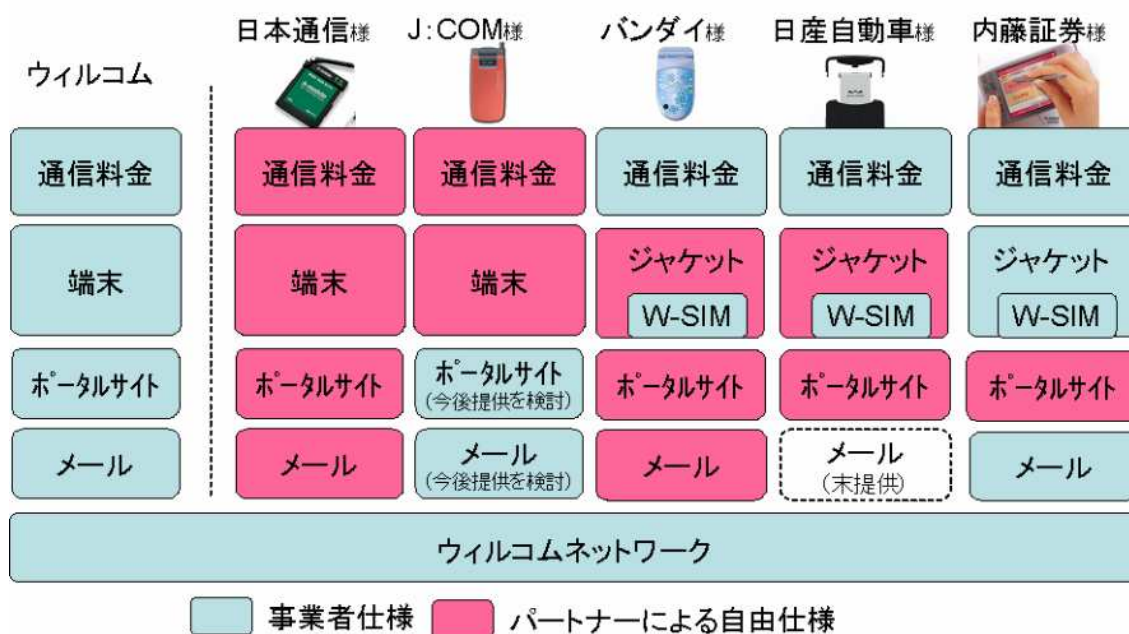 日本通信様 J:COM様 バンダイ様 日産自動車様 内藤証券様
ウィルコム
通信料金 通信料金 通信料金 通信料金 通信料金 通信料金
端末 端末 端末 ジャケット ジャケット ジャケット
W-SIM W-SIM W-SIM
ポータルサイト ポータルサイト ポータルサイト ポータルサイト ポータルサイト ポータルサイト
(今後提供を検討)
メール メール メール メール メール メール
(今後提供を検討) (末提供)
ウィルコムネットワーク
事業者仕様 パートナーによる自由仕様